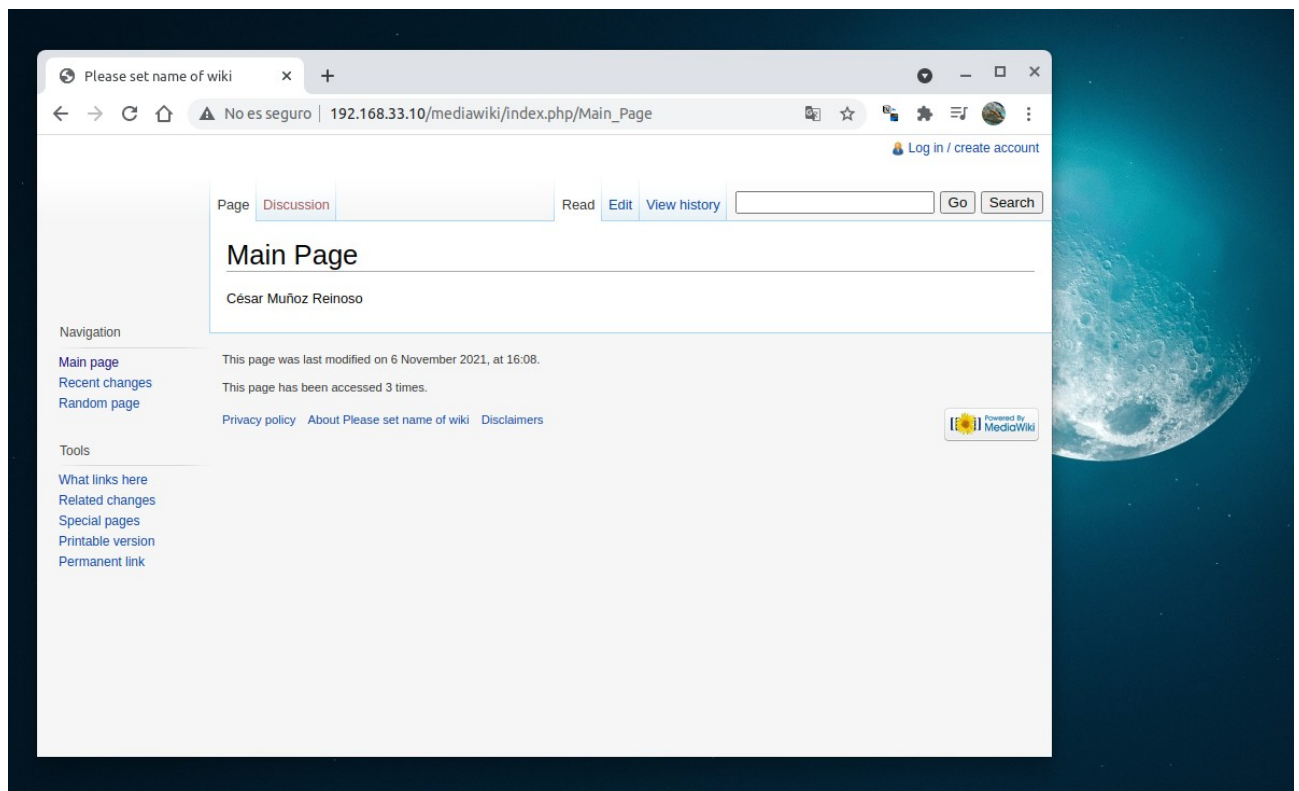 Please set name of wiki
No es seguro | 192.168.33.10/mediawiki/index.php/Main_Page
Log in / create account
Page Discussion Read Edit View history Go Search
Main Page
César Muñoz Reinoso
Navigation
Main page
Recent changes
Random page
Tools
What links here
Related changes
Special pages
Printable version
Permanent link
This page was last modified on 6 November 2021, at 16:08.
This page has been accessed 3 times.
Privacy policy About Please set name of wiki Disclaimers
Powered By
MediaWiki